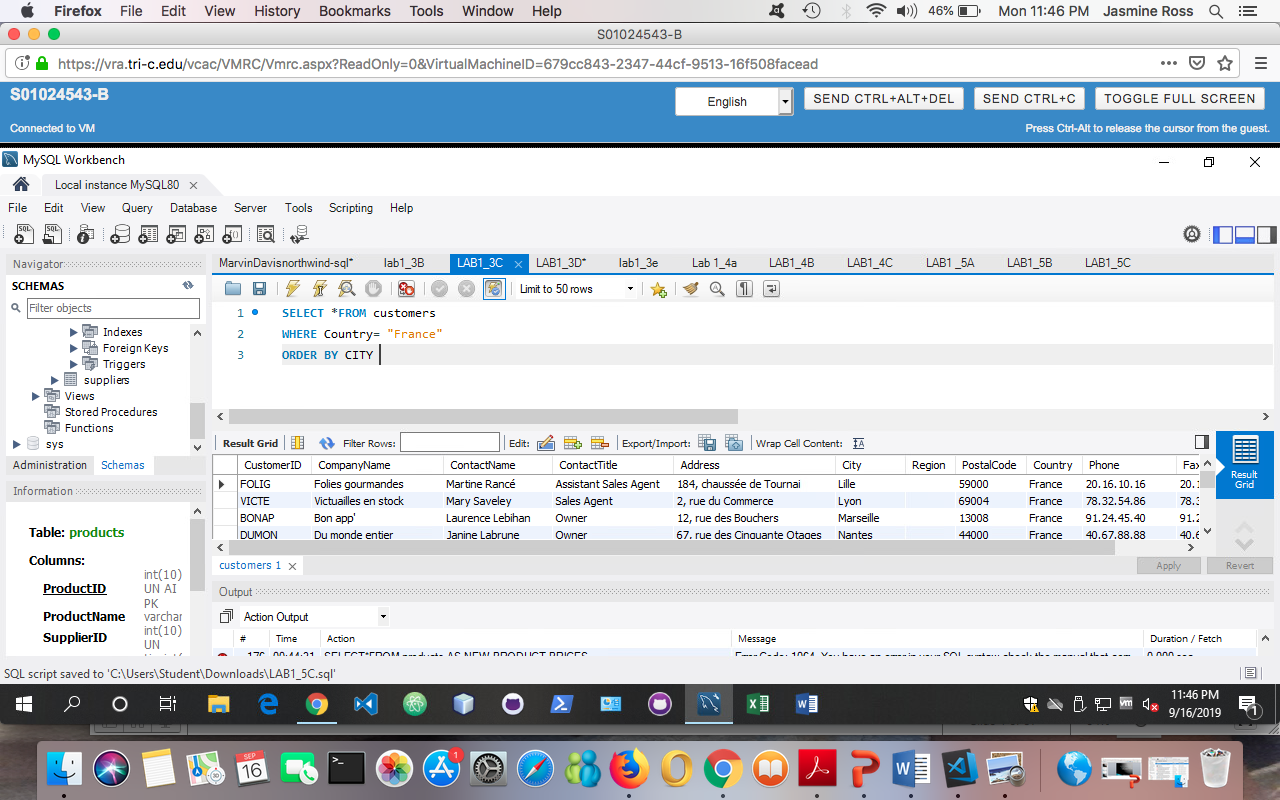 Firefox File Edit View History Bookmarks Tools Window Help 46% Mon 11:46 PM Jasmine Ross
S01024543-B
https://vra.tri-c.edu/vcac/VMRC/Vmrc.aspx?ReadOnly=0&VirtualMachineID=679cc843-2347-44cf-9513-16f508facead
S01024543-B
English SEND CTRL+ALT+DEL SEND CTRL+C TOGGLE FULL SCREEN
Connected to VM Press Ctrl-Alt to release the cursor from the guest.
MySQL Workbench
Local instance MySQL80
File Edit View Query Database Server Tools Scripting Help
Navigator
MarvinDavisnorthwind-sql* lab1_3B LAB1_3C LAB1_3D* lab1_3e Lab 1_4a LAB1_4B LAB1_4C LAB1 _5A LAB1_5B LAB1_5C
SCHEMAS
Limit to 50 rows
Filter objects
Indexes
Foreign Keys
Triggers
suppliers
Views
Stored Procedures
Functions
sys
1 SELECT *FROM customers
2 WHERE Country= "France"
3 ORDER BY CITY
Administration Schemas
Result Grid Filter Rows: Edit: Export/Import: Wrap Cell Content:
CustomerID CompanyName ContactName ContactTitle Address City Region PostalCode Country Phone Fax
FOLIG Folies gourmandes Martine Rancé Assistant Sales Agent 184, chaussée de Tournai Lille 59000 France 20.16.10.16 20.1
VICTE Victuailles en stock Mary Saveley Sales Agent 2, rue du Commerce Lyon 69004 France 78.32.54.86 78.3
BONAP Bon app' Laurence Lebihan Owner 12, rue des Bouchers Marseille 13008 France 91.24.45.40 91.2
DUMON Du monde entier Janine Labrune Owner 67, rue des Cinquante Otages Nantes 44000 France 40.67.88.88 40.6
Result Grid
customers 1 Apply Revert
Information
Table: products
Columns:
ProductID int(10) UN AI PK
ProductName varchar
SupplierID int(10) UN
Output
Action Output
# Time Action Message Duration / Fetch
SQL script saved to 'C:\Users\Student\Downloads\LAB1_5C.sql'
11:46 PM
9/16/2019
1
SEP
16
1